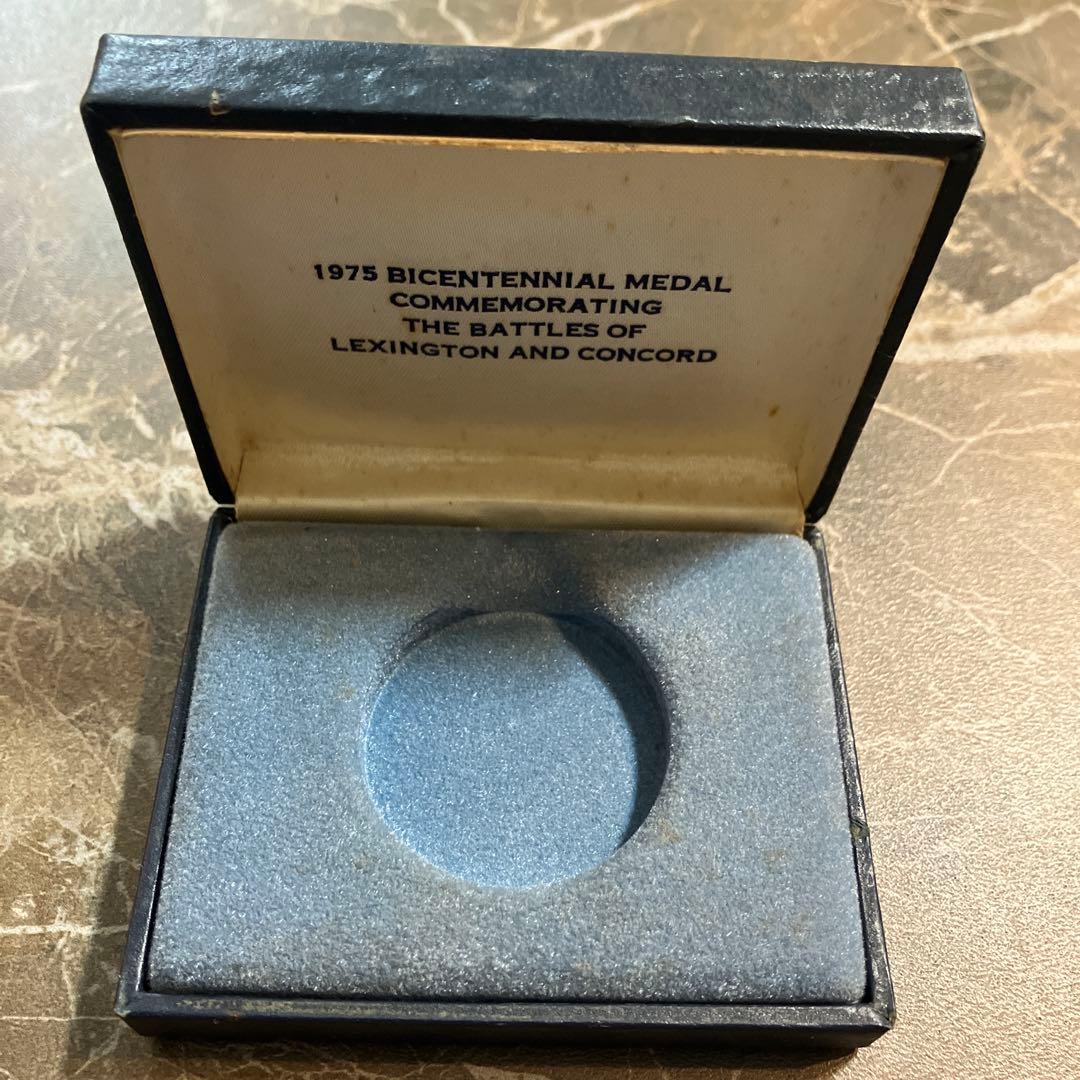 1975 BICENTENNIAL MEDAL
COMMEMORATING
THE BATTLES OF
LEXINGTON AND CONCORD